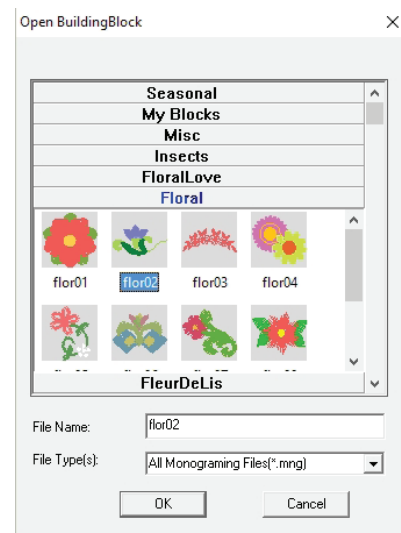 Open BuildingBlock
Seasonal
My Blocks
Misc
Insects
FloralLove
Floral
flor01 flor02 flor03 flor04
FleurDeLis
File Name: flor02
File Type(s): All Monograming Files(*.mng)
OK Cancel